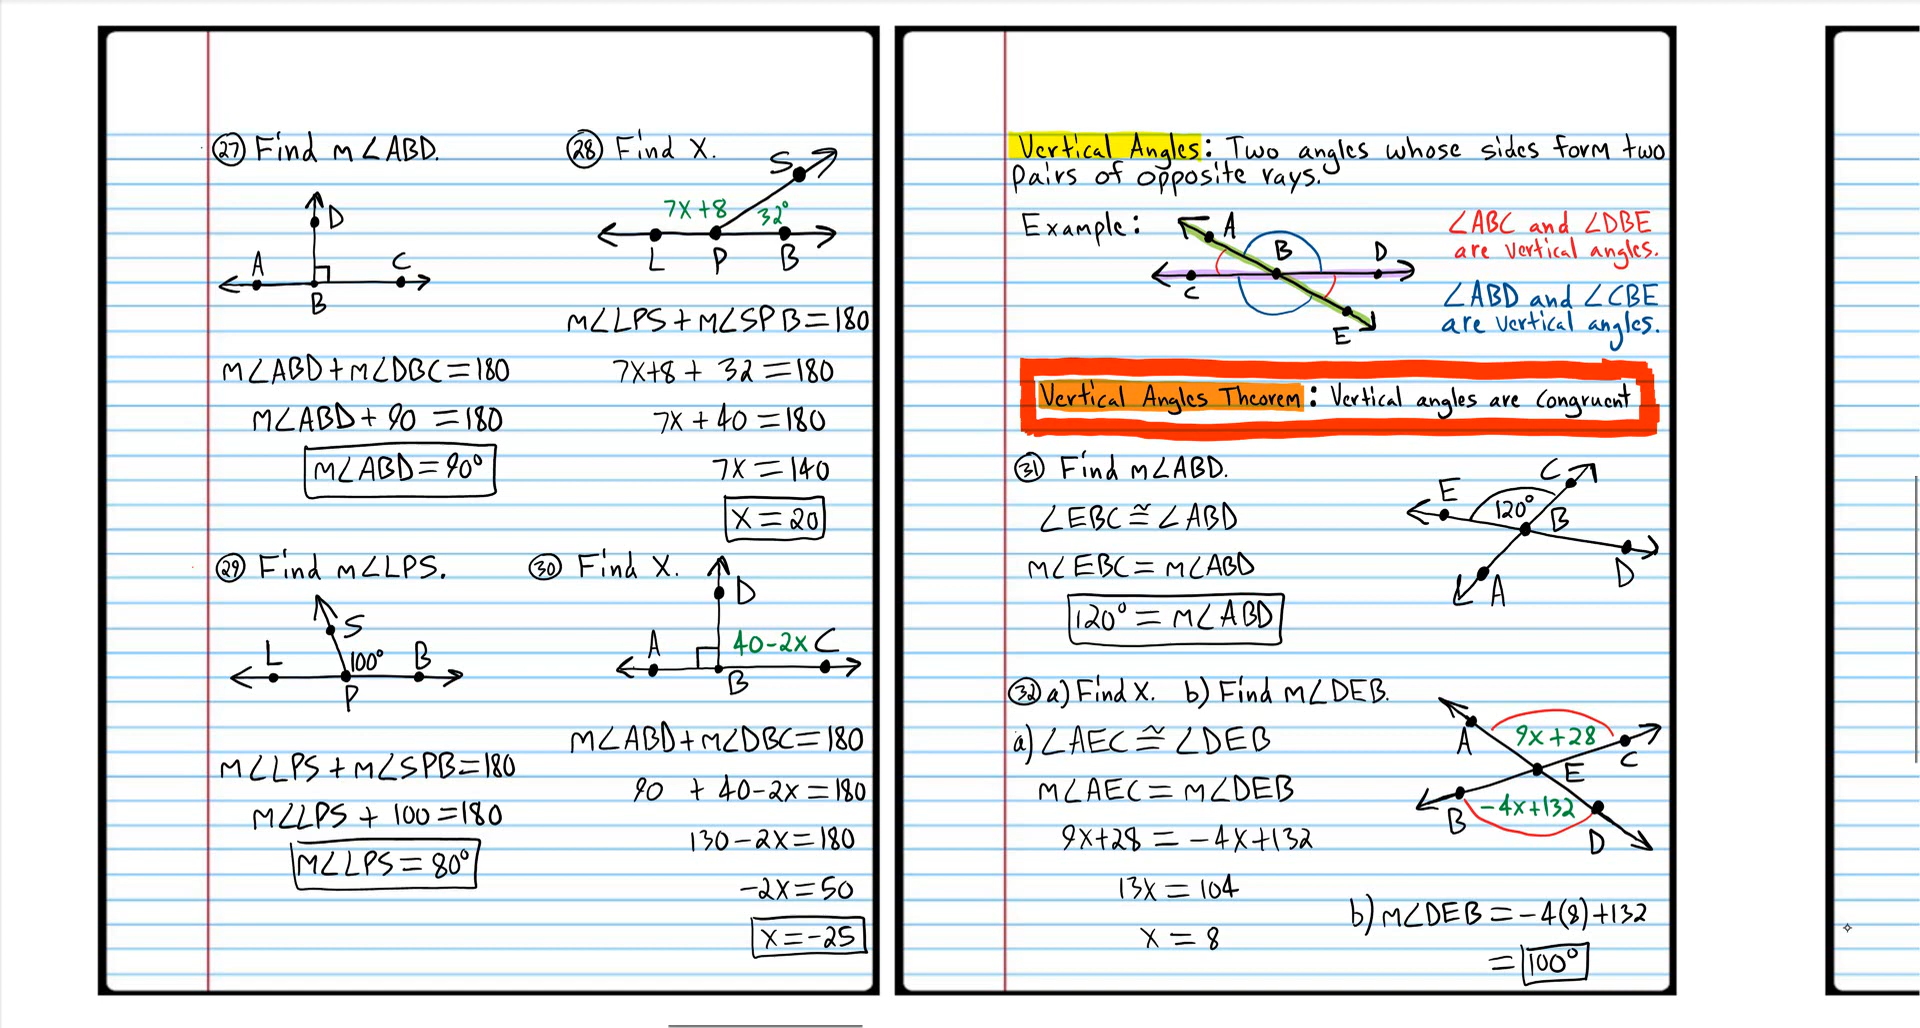 27 Find m∠ABD.
D
A
C
B
m∠ABD+m∠DBC=180
m∠ABD+90 =180
m∠ABD=90°
28 Find X.
S
7X+8 32°
L P B
m∠LPS+m∠SPB=180
7X+8+ 32=180
7X+40=180
7X=140
X=20
29 Find m∠LPS.
S
L 100° B
P
m∠LPS+m∠SPB=180
m∠LPS+ 100=180
m∠LPS=80°
30 Find X.
D
A 40-2X C
B
m∠ABD+m∠DBC=180
90 + 40-2X=180
130-2X=180
-2X=50
X=-25
Vertical Angles: Two angles whose sides form two
pairs of opposite rays.
Example:
A
B D
C
E
∠ABC and ∠DBE
are vertical angles.
∠ABD and ∠CBE
are vertical angles.
Vertical Angles Theorem: Vertical angles are congruent
31 Find m∠ABD.
C
E
120° B
D
A
∠EBC≅∠ABD
m∠EBC=m∠ABD
120°=m∠ABD
32 a) Find X. b) Find m∠DEB.
A 9X+28 C
E
B -4X+132
D
a) ∠AEC≅∠DEB
m∠AEC=m∠DEB
9X+28=-4X+132
13X=104
X=8
b) m∠DEB=-4(8)+132
=100°